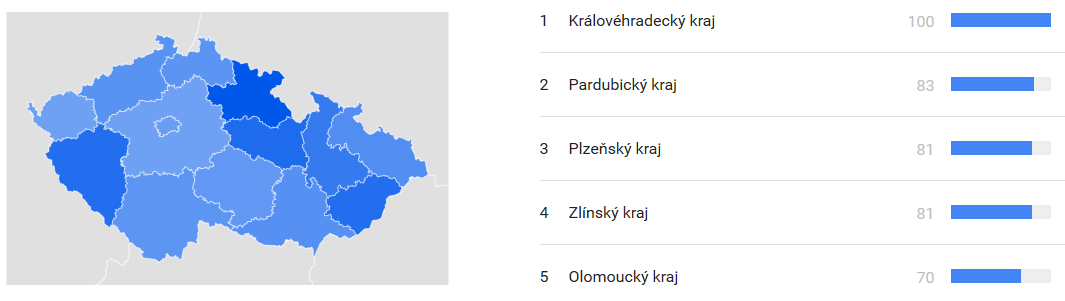 1 Královéhradecký kraj 100
2 Pardubický kraj 83
3 Plzeňský kraj 81
4 Zlínský kraj 81
5 Olomoucký kraj 70